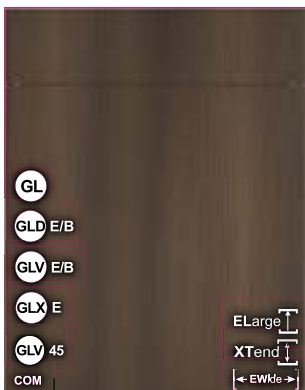 GL
GLD E/B
GLV E/B
GLX E
GLV 45
COM
ELarge
XTend
EWide